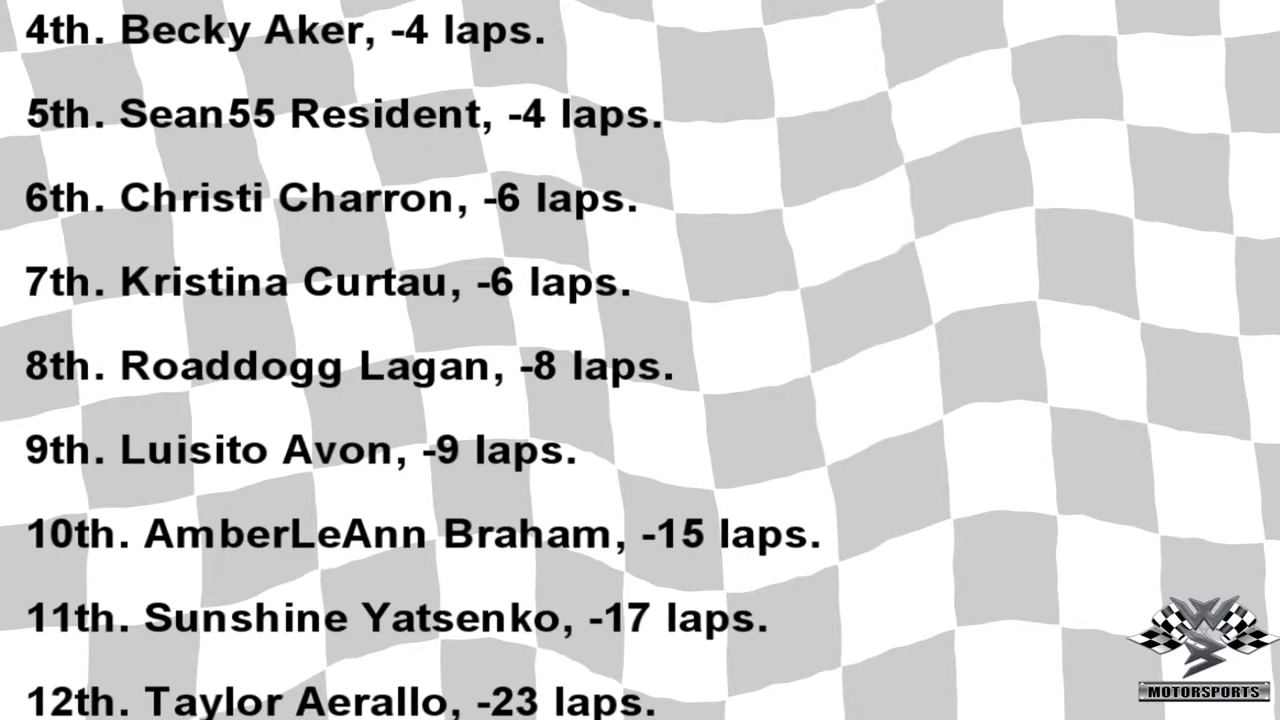 4th. Becky Aker, -4 laps.
5th. Sean55 Resident, -4 laps.
6th. Christi Charron, -6 laps.
7th. Kristina Curtau, -6 laps.
8th. Roaddogg Lagan, -8 laps.
9th. Luisito Avon, -9 laps.
10th. AmberLeAnn Braham, -15 laps.
11th. Sunshine Yatsenko, -17 laps.
12th. Taylor Aerallo, -23 laps.
WS
MOTORSPORTS